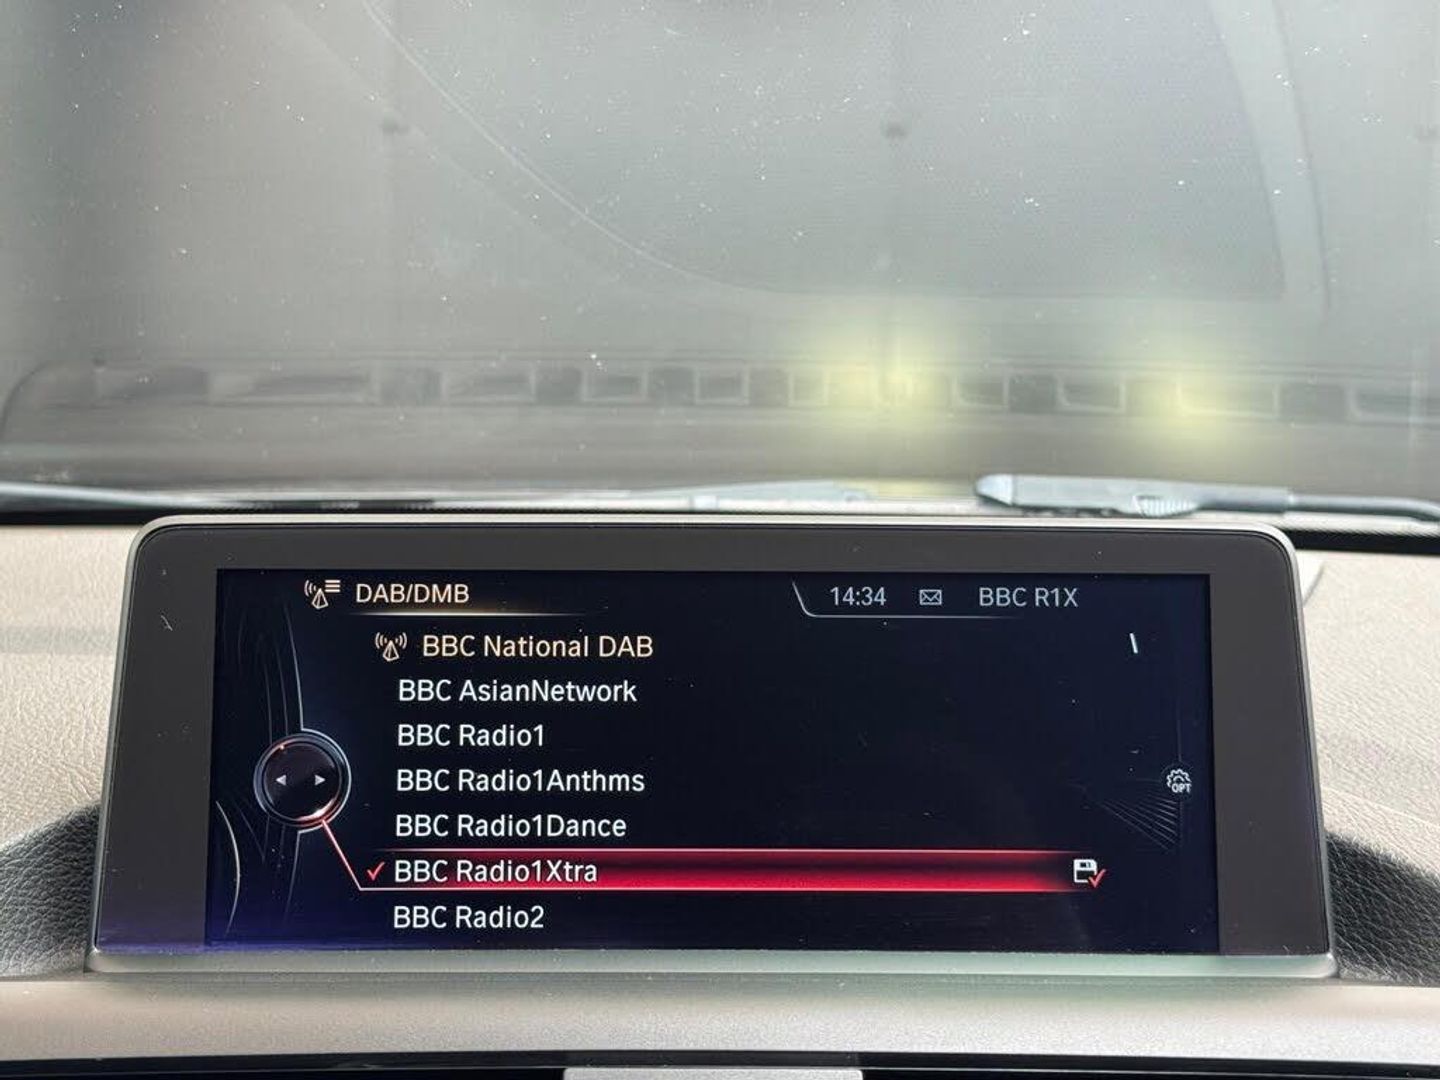 DAB/DMB
14:34
BBC R1X
BBC National DAB
BBC AsianNetwork
BBC Radio1
BBC Radio1Anthms
OPT
BBC Radio1Dance
BBC Radio1Xtra
BBC Radio2